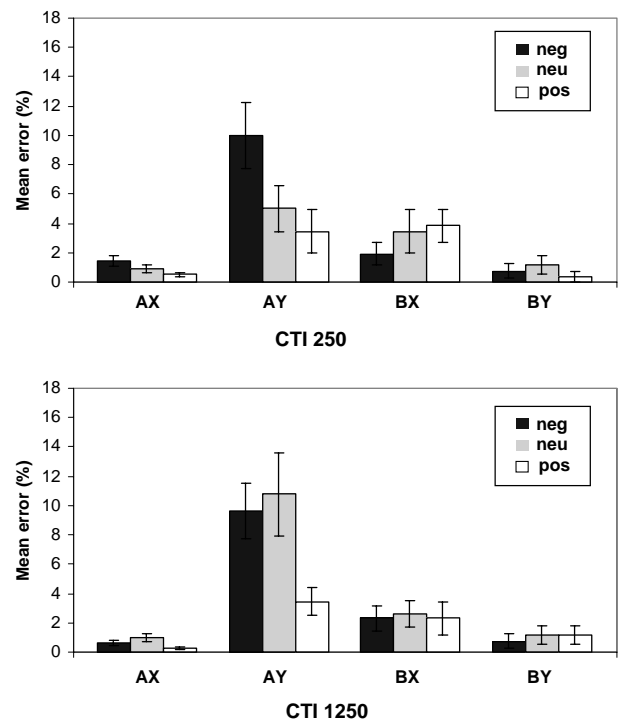 18
16
14
12
10
8
6
4
2
0
Mean error (%)
neg
neu
pos
AX AY BX BY
CTI 250
18
16
14
12
10
8
6
4
2
0
Mean error (%)
neg
neu
pos
AX AY BX BY
CTI 1250